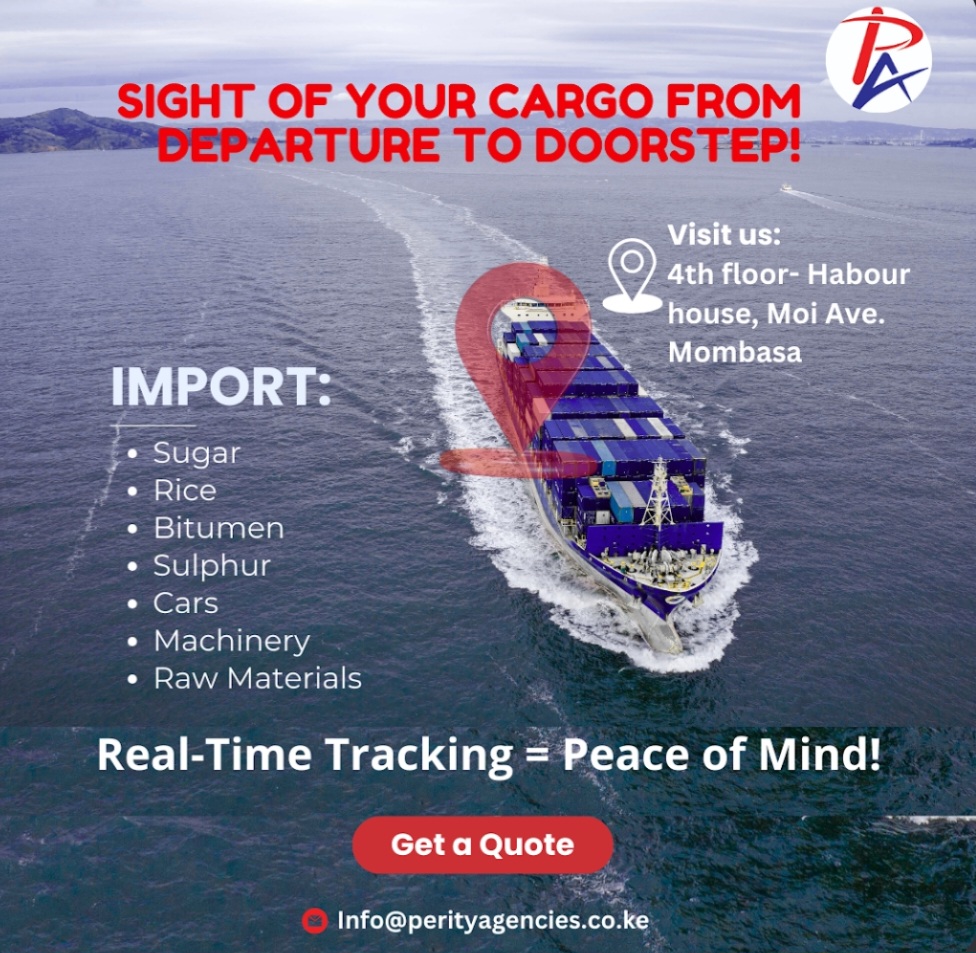 SIGHT OF YOUR CARGO FROM
DEPARTURE TO DOORSTEP!
Visit us:
4th floor- Habour
house, Moi Ave.
Mombasa
IMPORT:
• Sugar
• Rice
• Bitumen
• Sulphur
• Cars
• Machinery
• Raw Materials
Real-Time Tracking = Peace of Mind!
Get a Quote
Info@perityagencies.co.ke